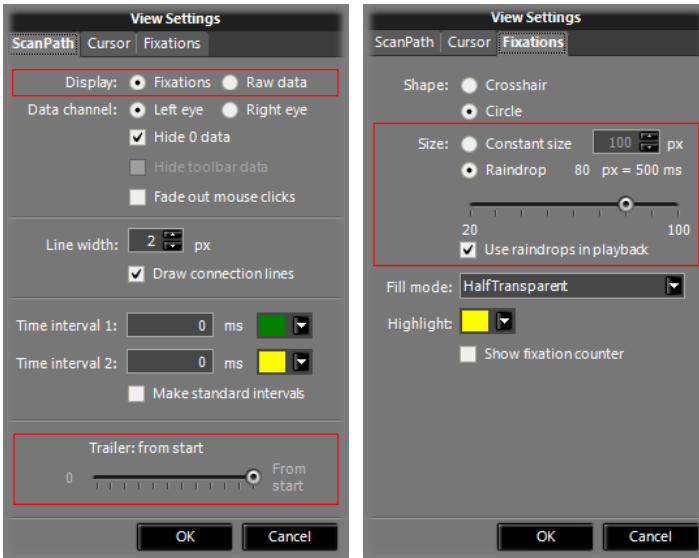 View Settings
ScanPath Cursor Fixations
Display: Fixations Raw data
Data channel: Left eye Right eye
Hide 0 data
Hide toolbar data
Fade out mouse clicks
Line width: 2 px
Draw connection lines
Time interval 1: 0 ms
Time interval 2: 0 ms
Make standard intervals
Trailer: from start
0 From
start
OK Cancel
View Settings
ScanPath Cursor Fixations
Shape: Crosshair
Circle
Size: Constant size 100 px
Raindrop 80 px = 500 ms
20 100
Use raindrops in playback
Fill mode: HalfTransparent
Highlight:
Show fixation counter
OK Cancel